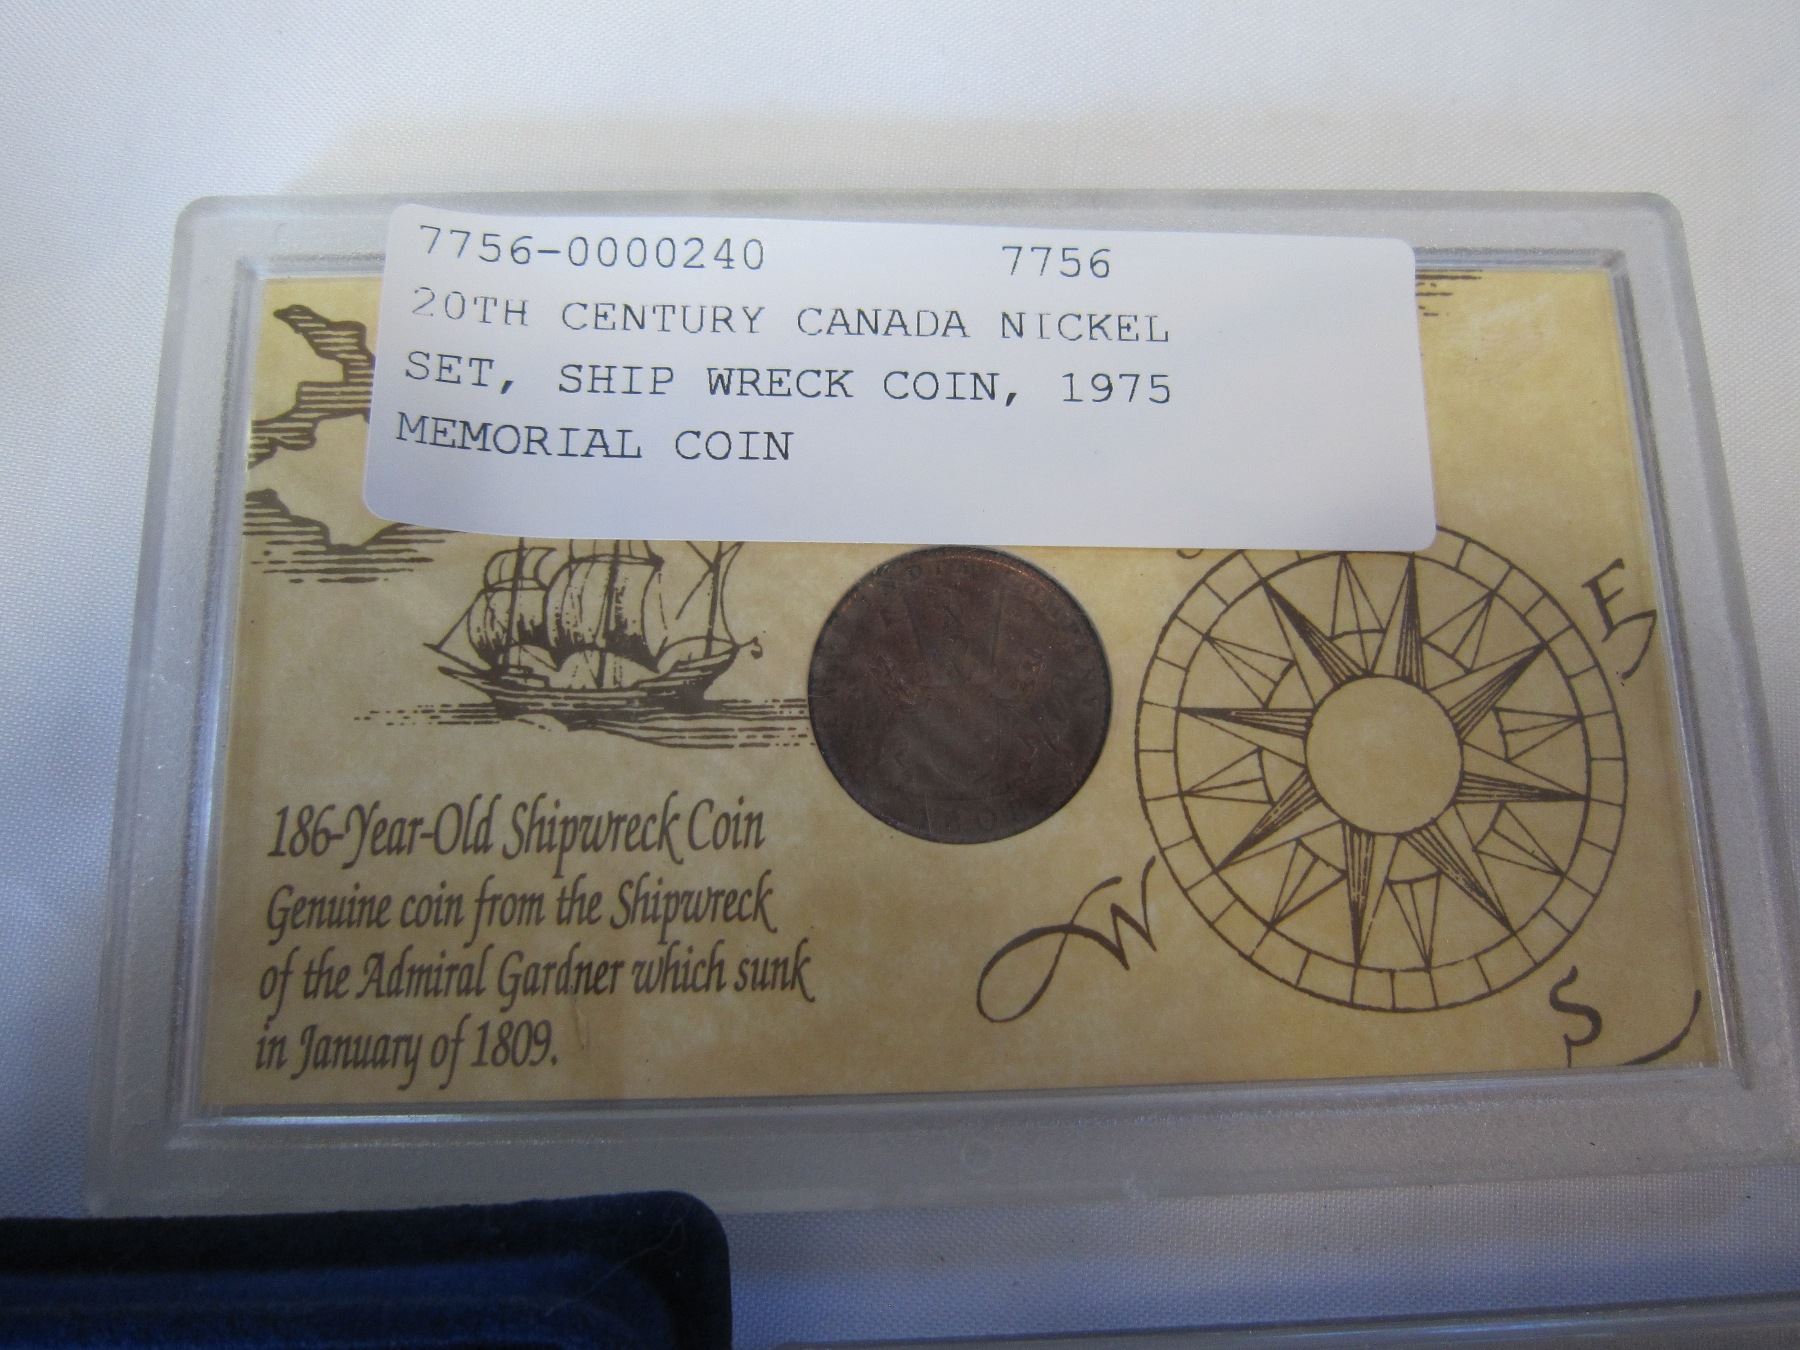 7756-0000240 7756
20TH CENTURY CANADA NICKEL
SET, SHIP WRECK COIN, 1975
MEMORIAL COIN
E
W
S
186-Year-Old Shipwreck Coin
Genuine coin from the Shipwreck
of the Admiral Gardner which sunk
in January of 1809.